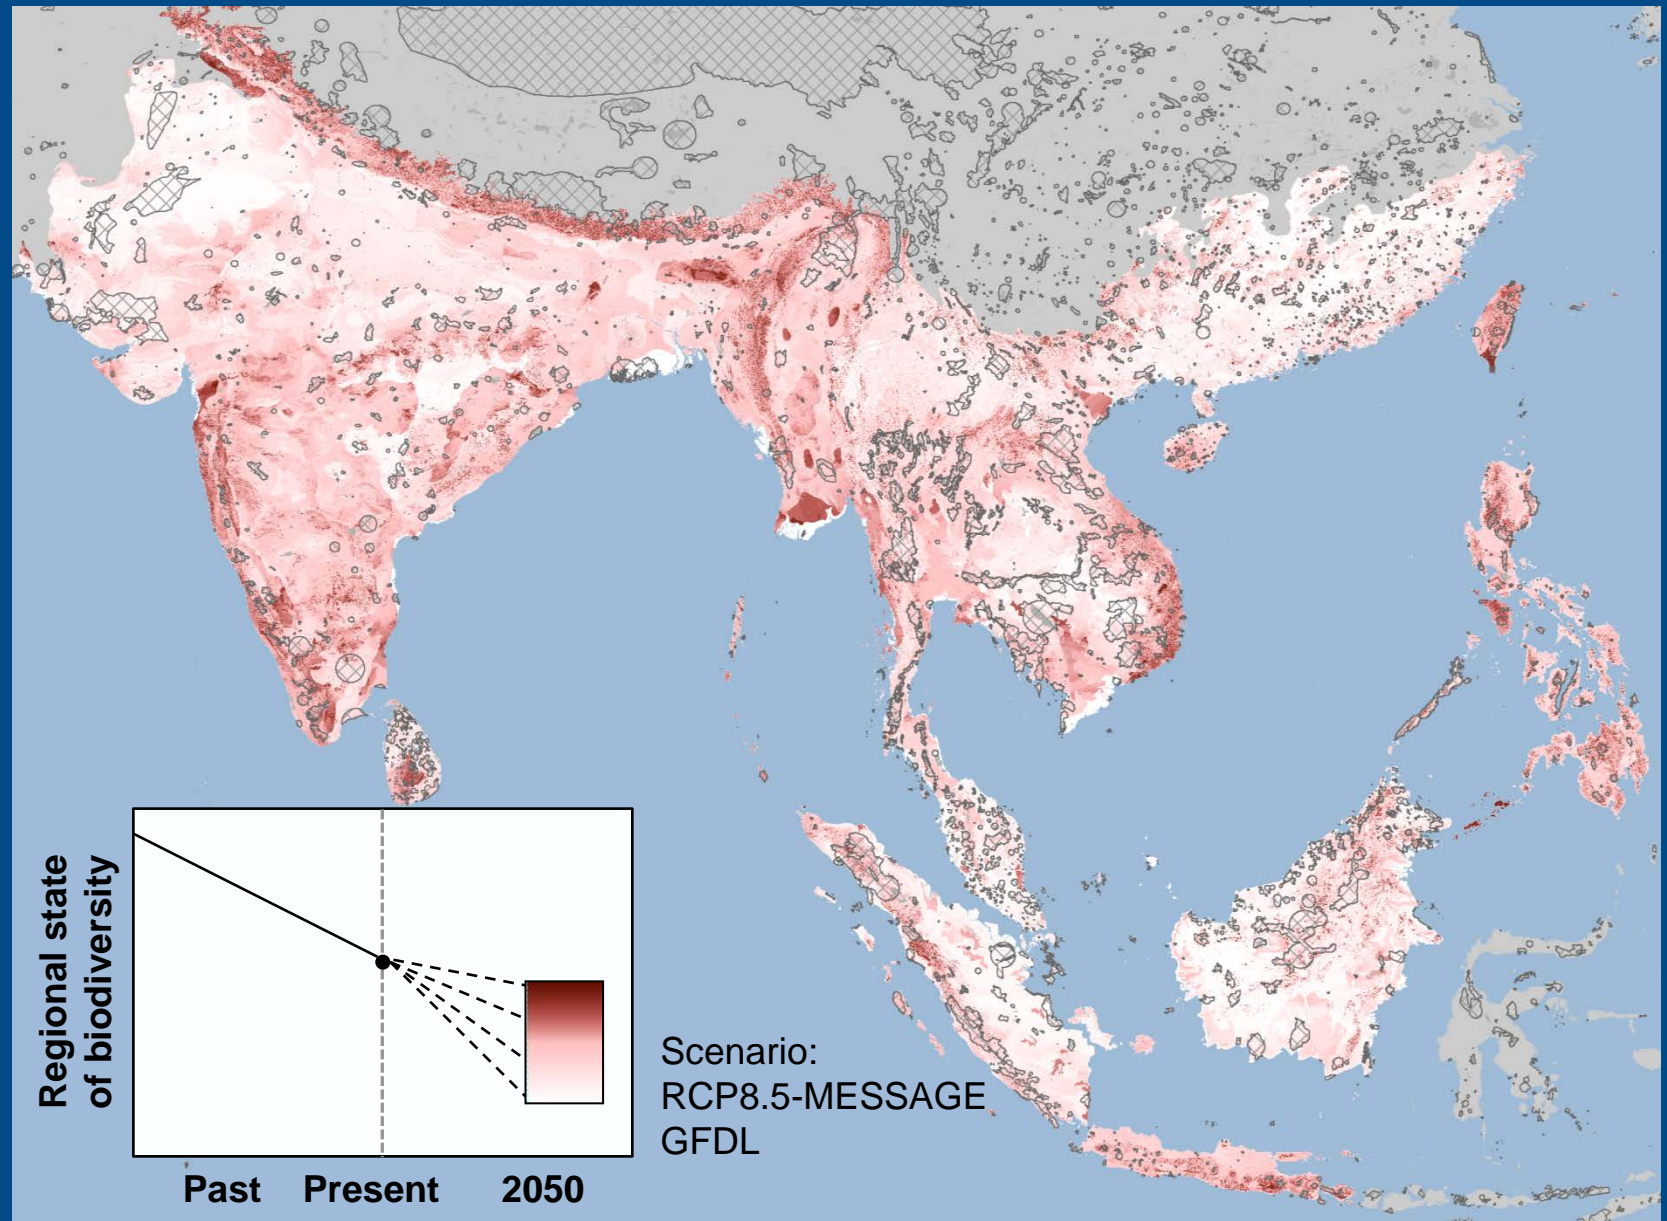 Regional state
of biodiversity
Past Present 2050
Scenario:
RCP8.5-MESSAGE
GFDL